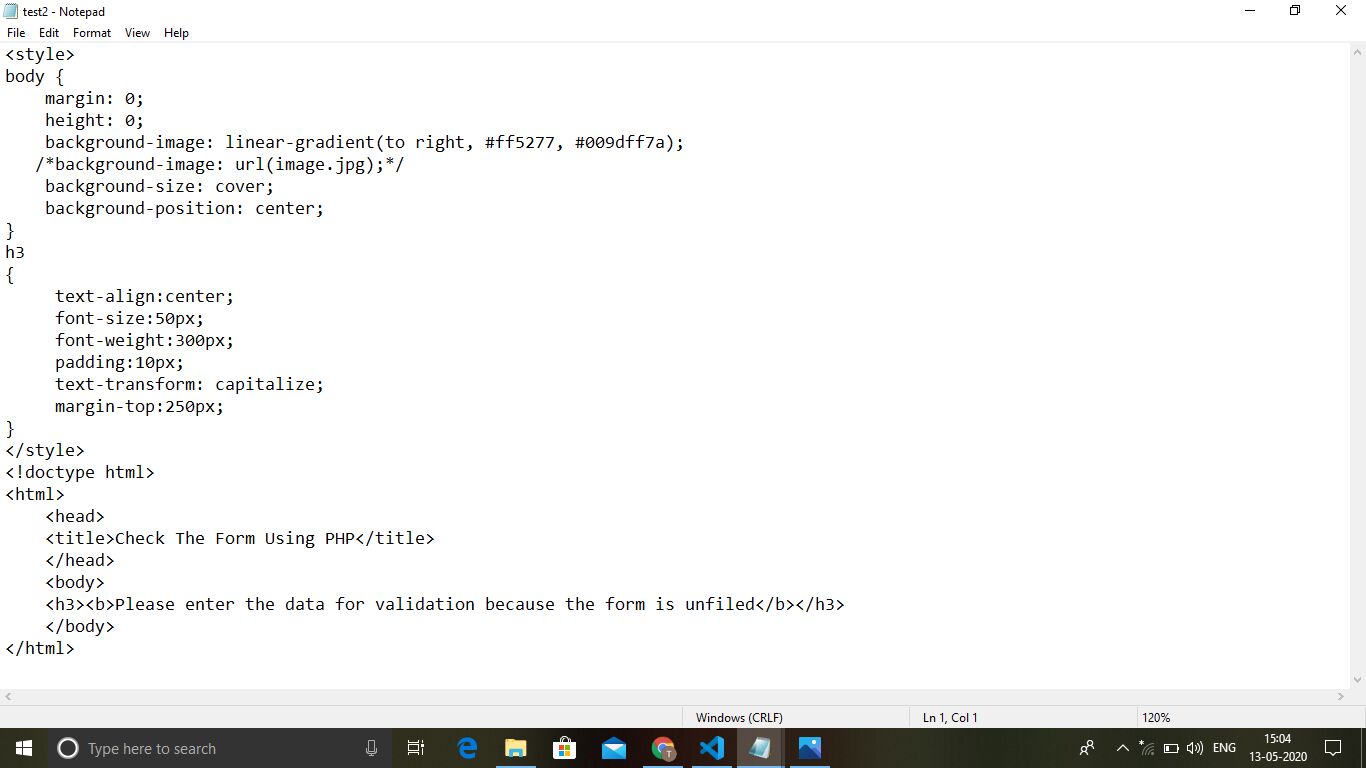 test2 - Notepad
File Edit Format View Help
<style>
body {
    margin: 0;
    height: 0;
    background-image: linear-gradient(to right, #ff5277, #009dff7a);
   /*background-image: url(image.jpg);*/
    background-size: cover;
    background-position: center;
}
h3
{
     text-align:center;
     font-size:50px;
     font-weight:300px;
     padding:10px;
     text-transform: capitalize;
     margin-top:250px;
}
</style>
<!doctype html>
<html>
    <head>
    <title>Check The Form Using PHP</title>
    </head>
    <body>
    <h3><b>Please enter the data for validation because the form is unfiled</b></h3>
    </body>
</html>
Windows (CRLF) Ln 1, Col 1 120%
Type here to search
ENG
15:04
13-05-2020